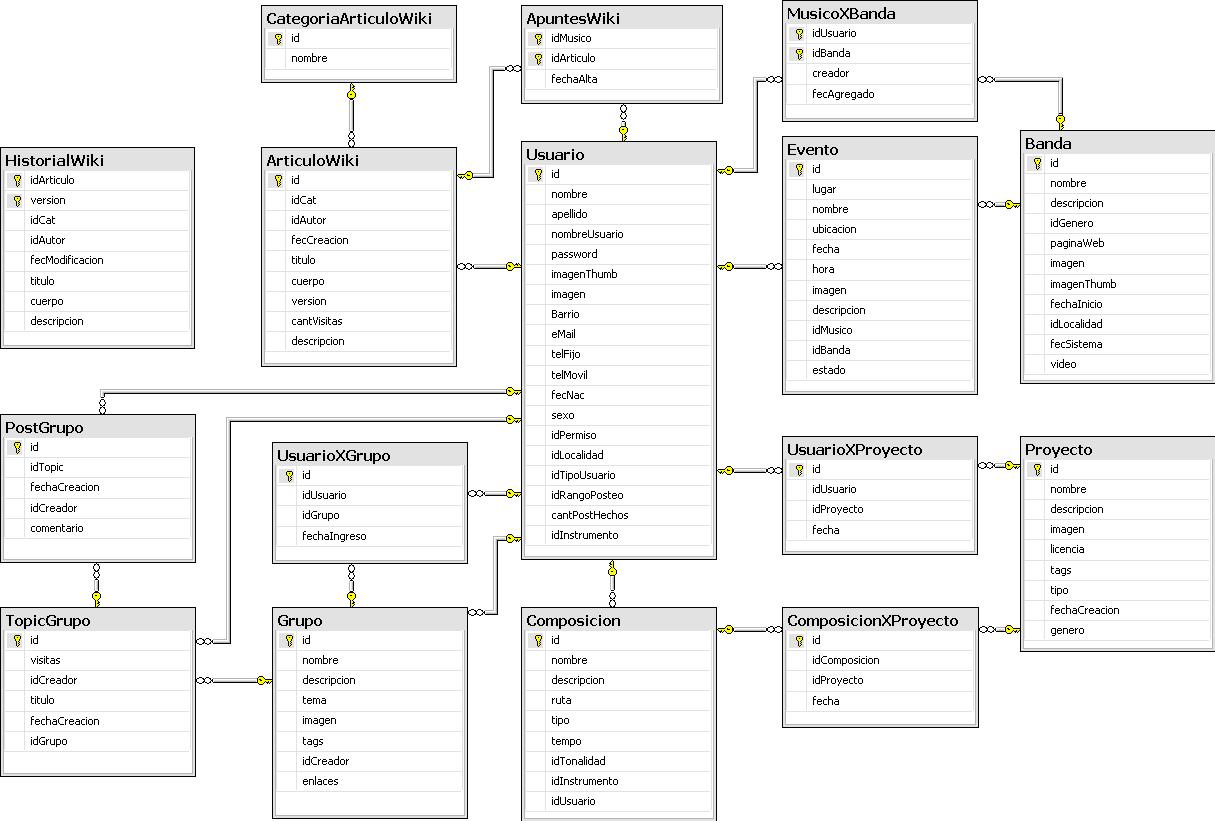 CategoriaArticuloWiki
id
nombre
ApuntesWiki
idMusico
idArticulo
fechaAlta
MusicoXBanda
idUsuario
idBanda
creador
fecAgregado
HistorialWiki
idArticulo
version
idCat
idAutor
fecModificacion
titulo
cuerpo
descripcion
ArticuloWiki
id
idCat
idAutor
fecCreacion
titulo
cuerpo
version
cantVisitas
descripcion
Usuario
id
nombre
apellido
nombreUsuario
password
imagenThumb
imagen
Barrio
eMail
telFijo
telMovil
fecNac
sexo
idPermiso
idLocalidad
idTipoUsuario
idRangoPosteo
cantPostHechos
idInstrumento
Evento
id
lugar
nombre
ubicacion
fecha
hora
imagen
descripcion
idMusico
idBanda
estado
Banda
id
nombre
descripcion
idGenero
paginaWeb
imagen
imagenThumb
fechaInicio
idLocalidad
fecSistema
video
PostGrupo
id
idTopic
fechaCreacion
idCreador
comentario
UsuarioXGrupo
id
idUsuario
idGrupo
fechaIngreso
UsuarioXProyecto
id
idUsuario
idProyecto
fecha
Proyecto
id
nombre
descripcion
imagen
licencia
tags
tipo
fechaCreacion
genero
TopicGrupo
id
visitas
idCreador
titulo
fechaCreacion
idGrupo
Grupo
id
nombre
descripcion
tema
imagen
tags
idCreador
enlaces
Composicion
id
nombre
descripcion
ruta
tipo
tempo
idTonalidad
idInstrumento
idUsuario
ComposicionXProyecto
id
idComposicion
idProyecto
fecha